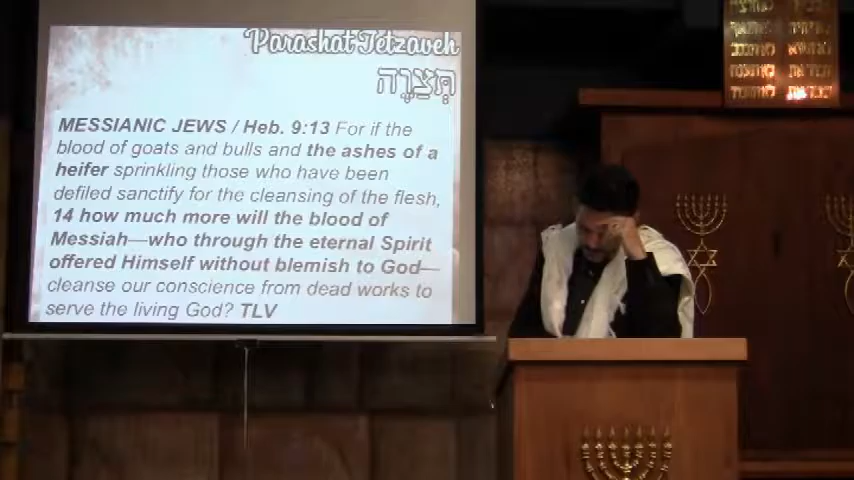 Parashat Tetzaveh
תְּצַוֶּה
MESSIANIC JEWS / Heb. 9:13 For if the
blood of goats and bulls and the ashes of a
heifer sprinkling those who have been
defiled sanctify for the cleansing of the flesh,
14 how much more will the blood of
Messiah—who through the eternal Spirit
offered Himself without blemish to God—
cleanse our conscience from dead works to
serve the living God? TLV